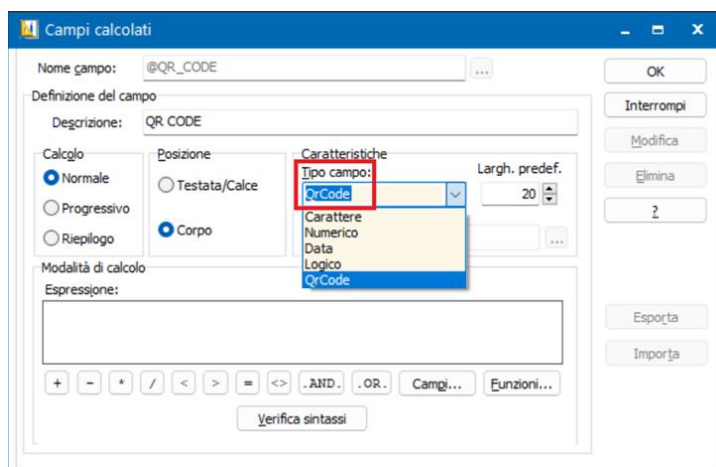 Campi calcolati
Nome campo: @QR_CODE ...
OK
Definizione del campo
Interrompi
Descrizione: QR CODE
Modifica
Calcolo
Posizione
Caratteristiche
Normale
Testata/Calce
Tipo campo:
Largh. predef.
Elimina
QrCode
20
Progressivo
Carattere
?
Corpo
Numerico
Riepilogo
Data
...
Logico
QrCode
Modalità di calcolo
Espressione:
Esporta
Importa
+ - * / < > = <> .AND. .OR. Campi... Funzioni...
Verifica sintassi